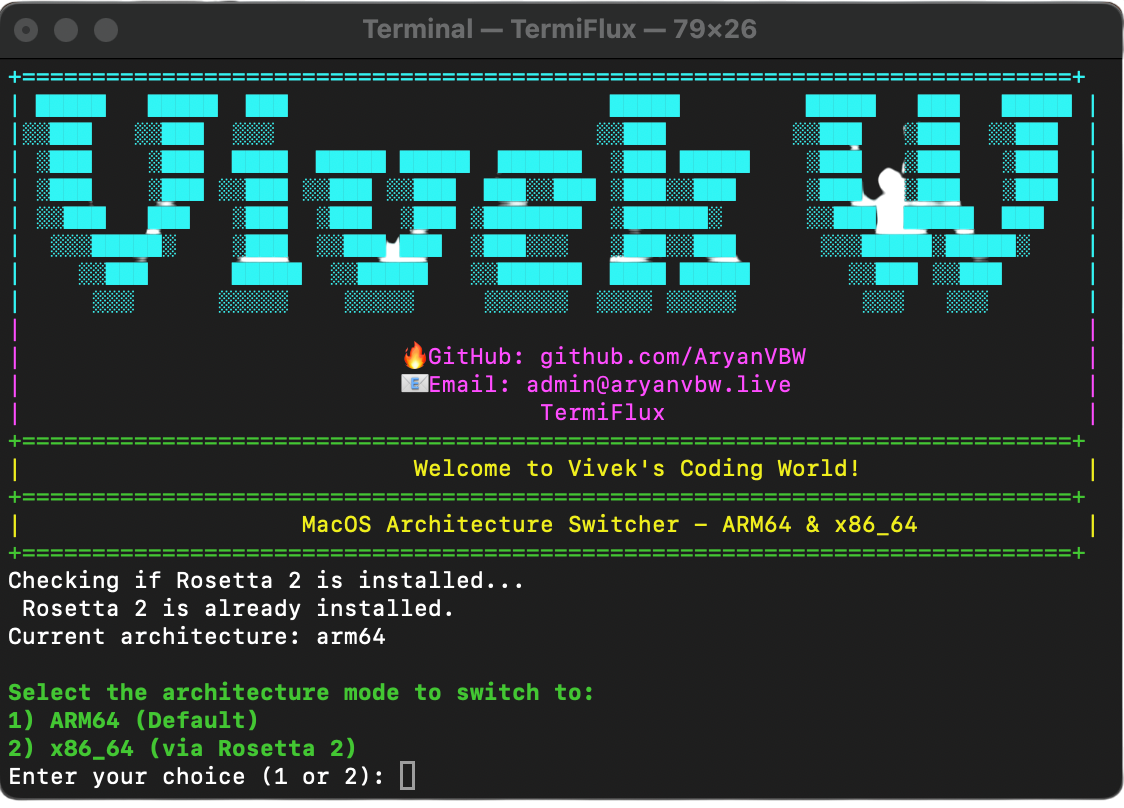 Terminal — TermiFlux — 79×26
Vivek W
🔥GitHub: github.com/AryanVBW
📧Email: admin@aryanvbw.live
TermiFlux
Welcome to Vivek's Coding World!
MacOS Architecture Switcher - ARM64 & x86_64
Checking if Rosetta 2 is installed...
Rosetta 2 is already installed.
Current architecture: arm64
Select the architecture mode to switch to:
1) ARM64 (Default)
2) x86_64 (via Rosetta 2)
Enter your choice (1 or 2):